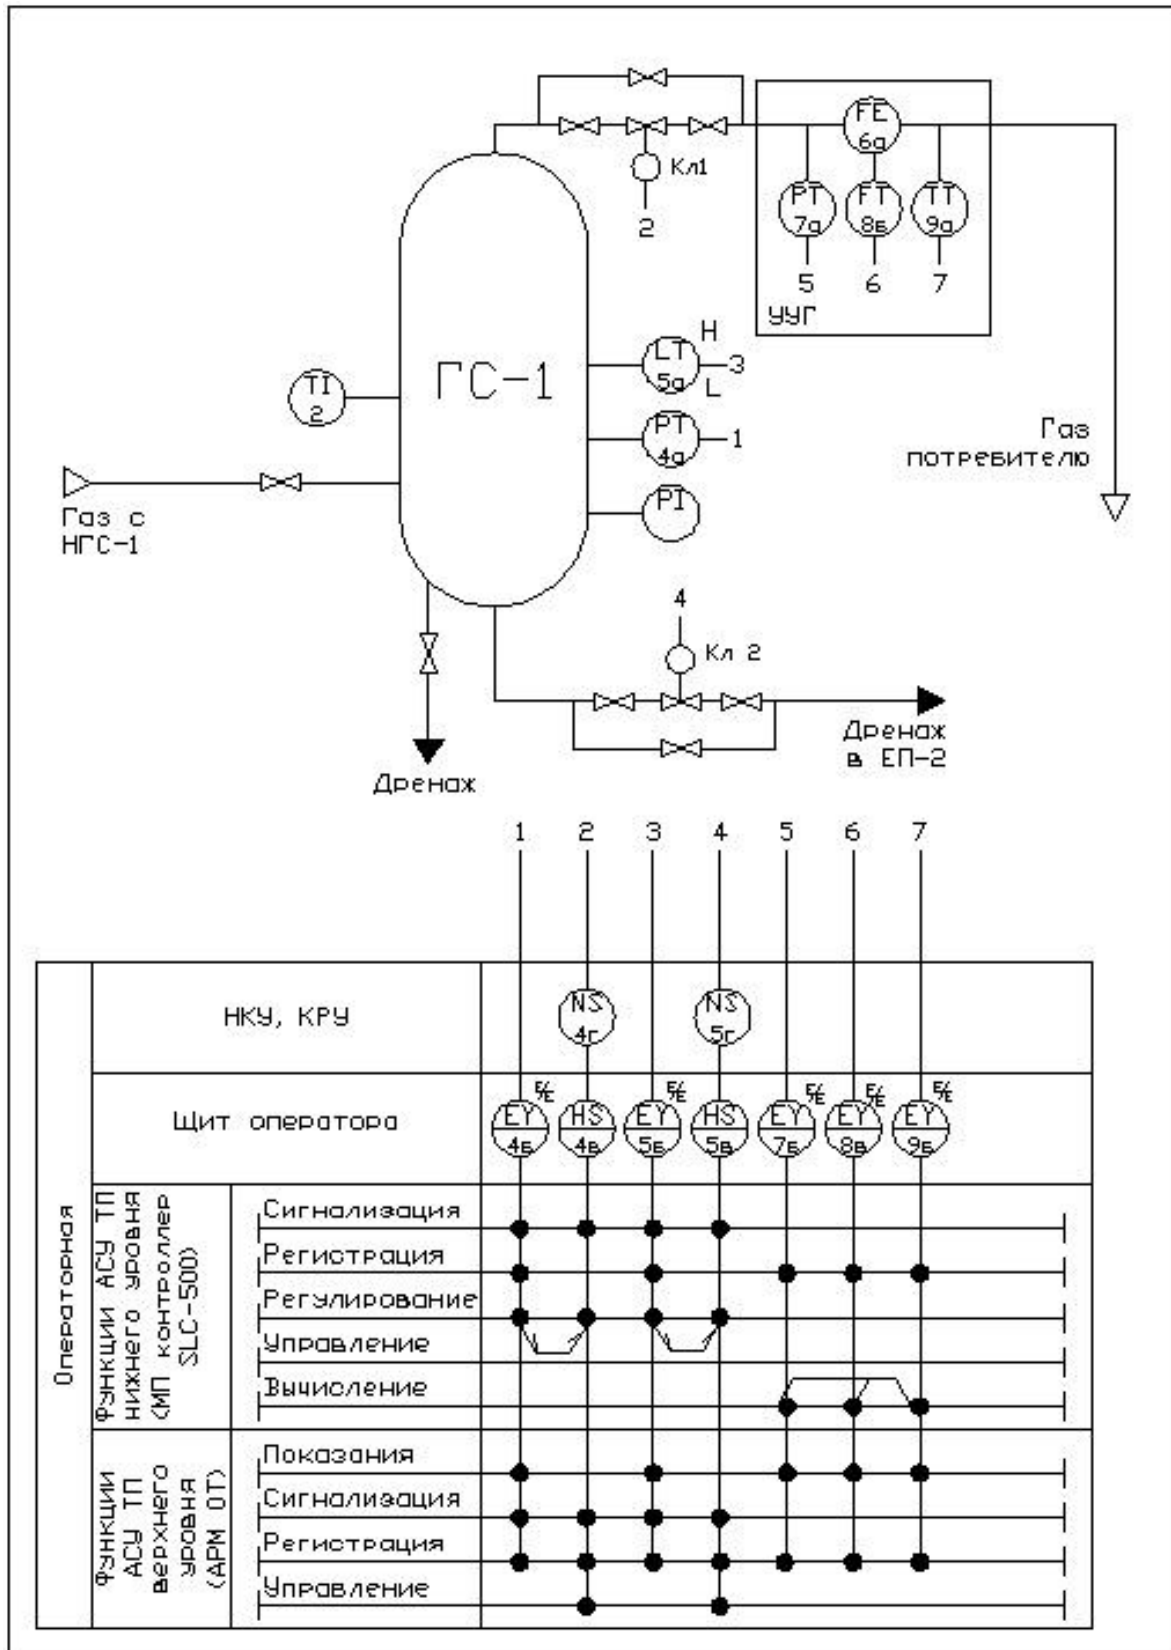 FE
6а
Кл1
2
PT
7а
FT
8в
TT
9а
5
6
7
УУГ
H
LT
5а
3
L
ГС-1
TI
2
PT
4а
1
PI
Газ
потребителю
Газ с
НГС-1
4
Кл 2
Дренаж
в ЕП-2
Дренаж
1 2 3 4 5 6 7
НКУ, КРУ
NS
4г
NS
5г
Щит оператора
E/E E/E E/E E/E E/E
EY HS EY HS EY EY EY
4в 4в 5в 5в 7в 8в 9в
Операторная
Функции АСУ ТП
нижнего уровня
(МП контроллер
SLC-500)
Сигнализация
Регистрация
Регулирование
Управление
Вычисление
Функции
АСУ ТП
верхнего
уровня
(АРМ ОТ)
Показания
Сигнализация
Регистрация
Управление